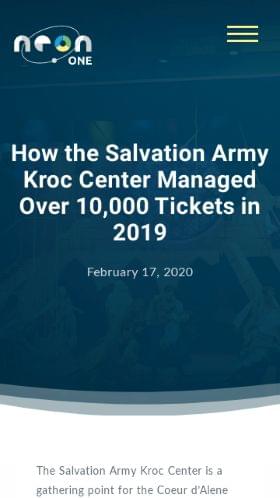 neon
ONE
How the Salvation Army
Kroc Center Managed
Over 10,000 Tickets in
2019
February 17, 2020
The Salvation Army Kroc Center is a
gathering point for the Coeur d'Alene